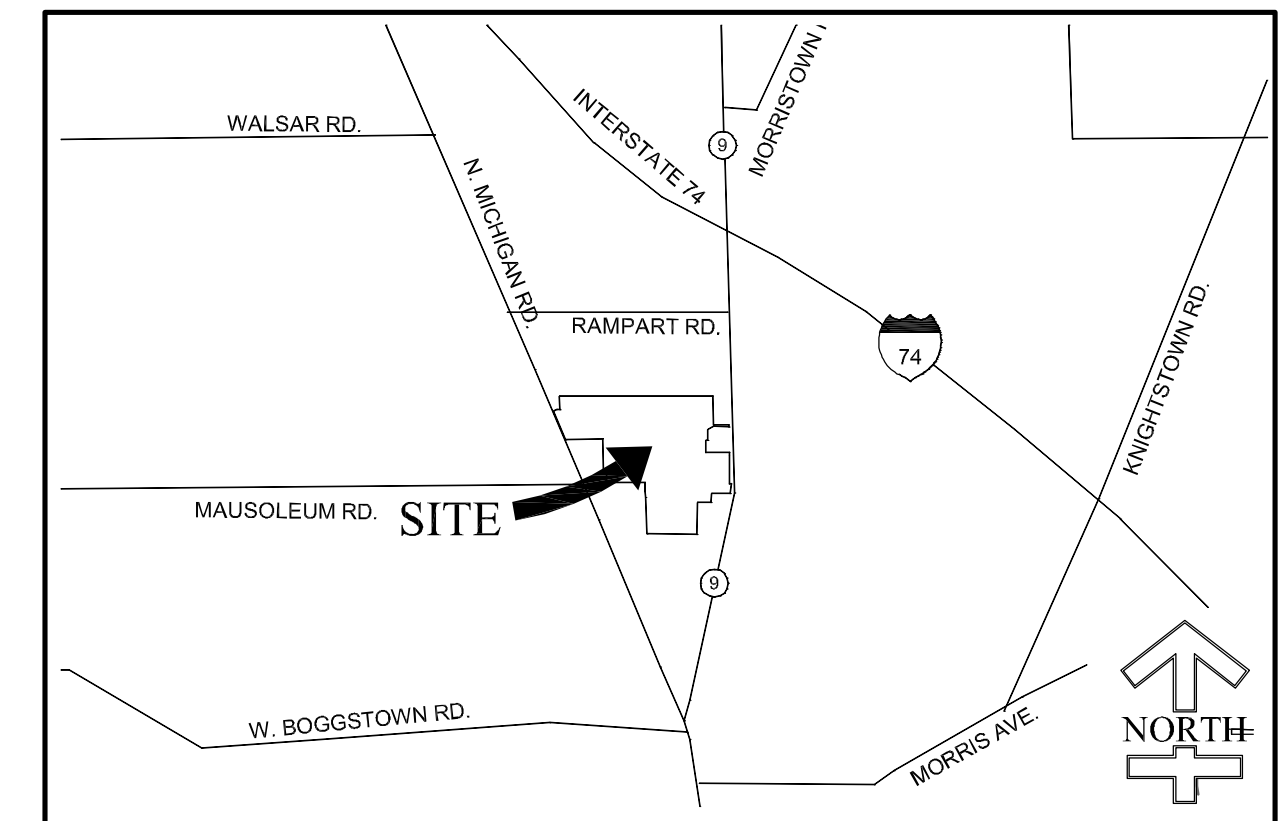 WALSAR RD.
INTERSTATE 74
9
MORRISTOWN
N. MICHIGAN RD.
RAMPART RD.
74
KNIGHTSTOWN RD.
MAUSOLEUM RD.
SITE
9
W. BOGGSTOWN RD.
MORRIS AVE.
NORTH